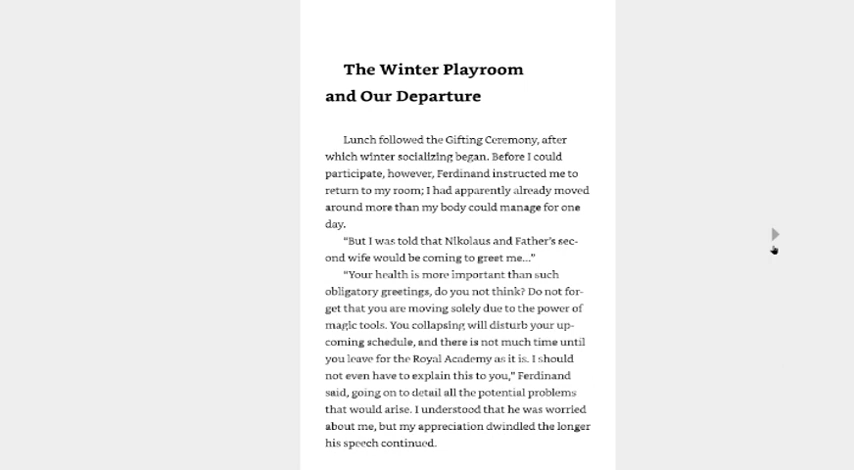 The Winter Playroom
and Our Departure
Lunch followed the Gifting Ceremony, after
which winter socializing began. Before I could
participate, however, Ferdinand instructed me to
return to my room; I had apparently already moved
around more than my body could manage for one
day.
“But I was told that Nikolaus and Father’s sec-
ond wife would be coming to greet me...”
“Your health is more important than such
obligatory greetings, do you not think? Do not for-
get that you are moving solely due to the power of
magic tools. You collapsing will disturb your up-
coming schedule, and there is not much time until
you leave for the Royal Academy as it is. I should
not even have to explain this to you,” Ferdinand
said, going on to detail all the potential problems
that would arise. I understood that he was worried
about me, but my appreciation dwindled the longer
his speech continued.